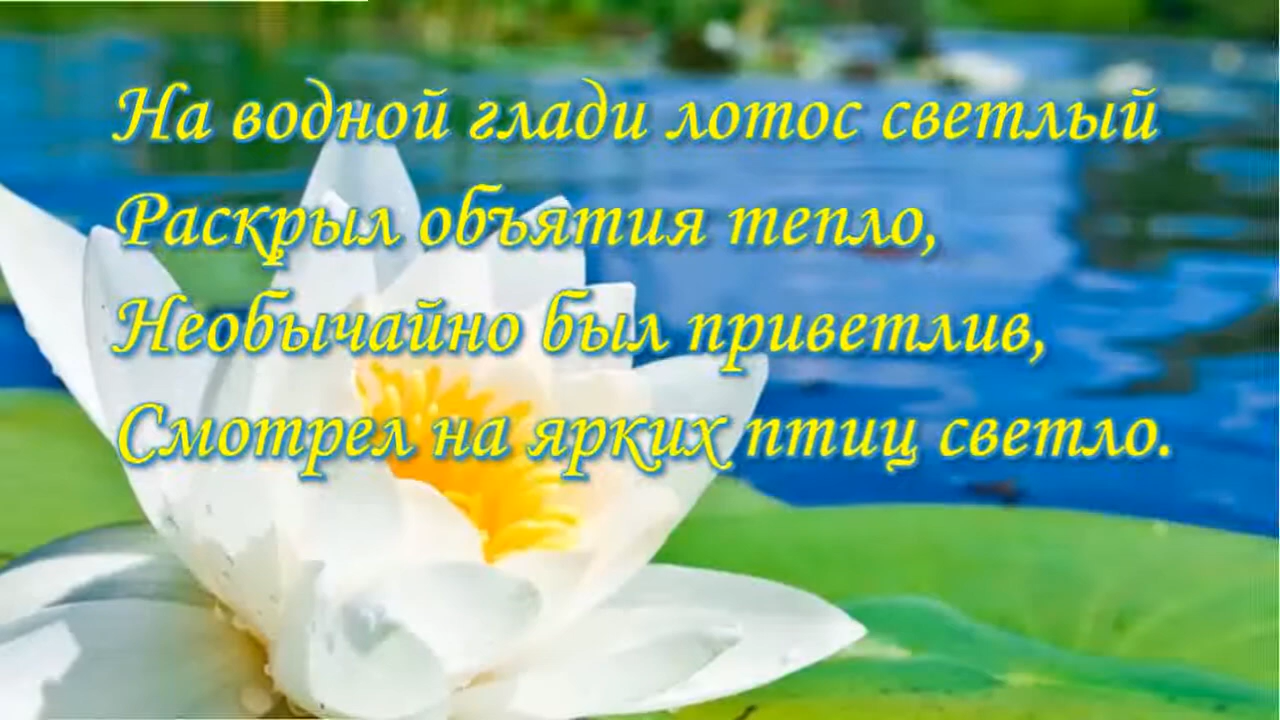 На водной глади лотос светлый
Раскрыл объятия тепло,
Необычайно был приветлив,
Смотрел на ярких птиц светло.